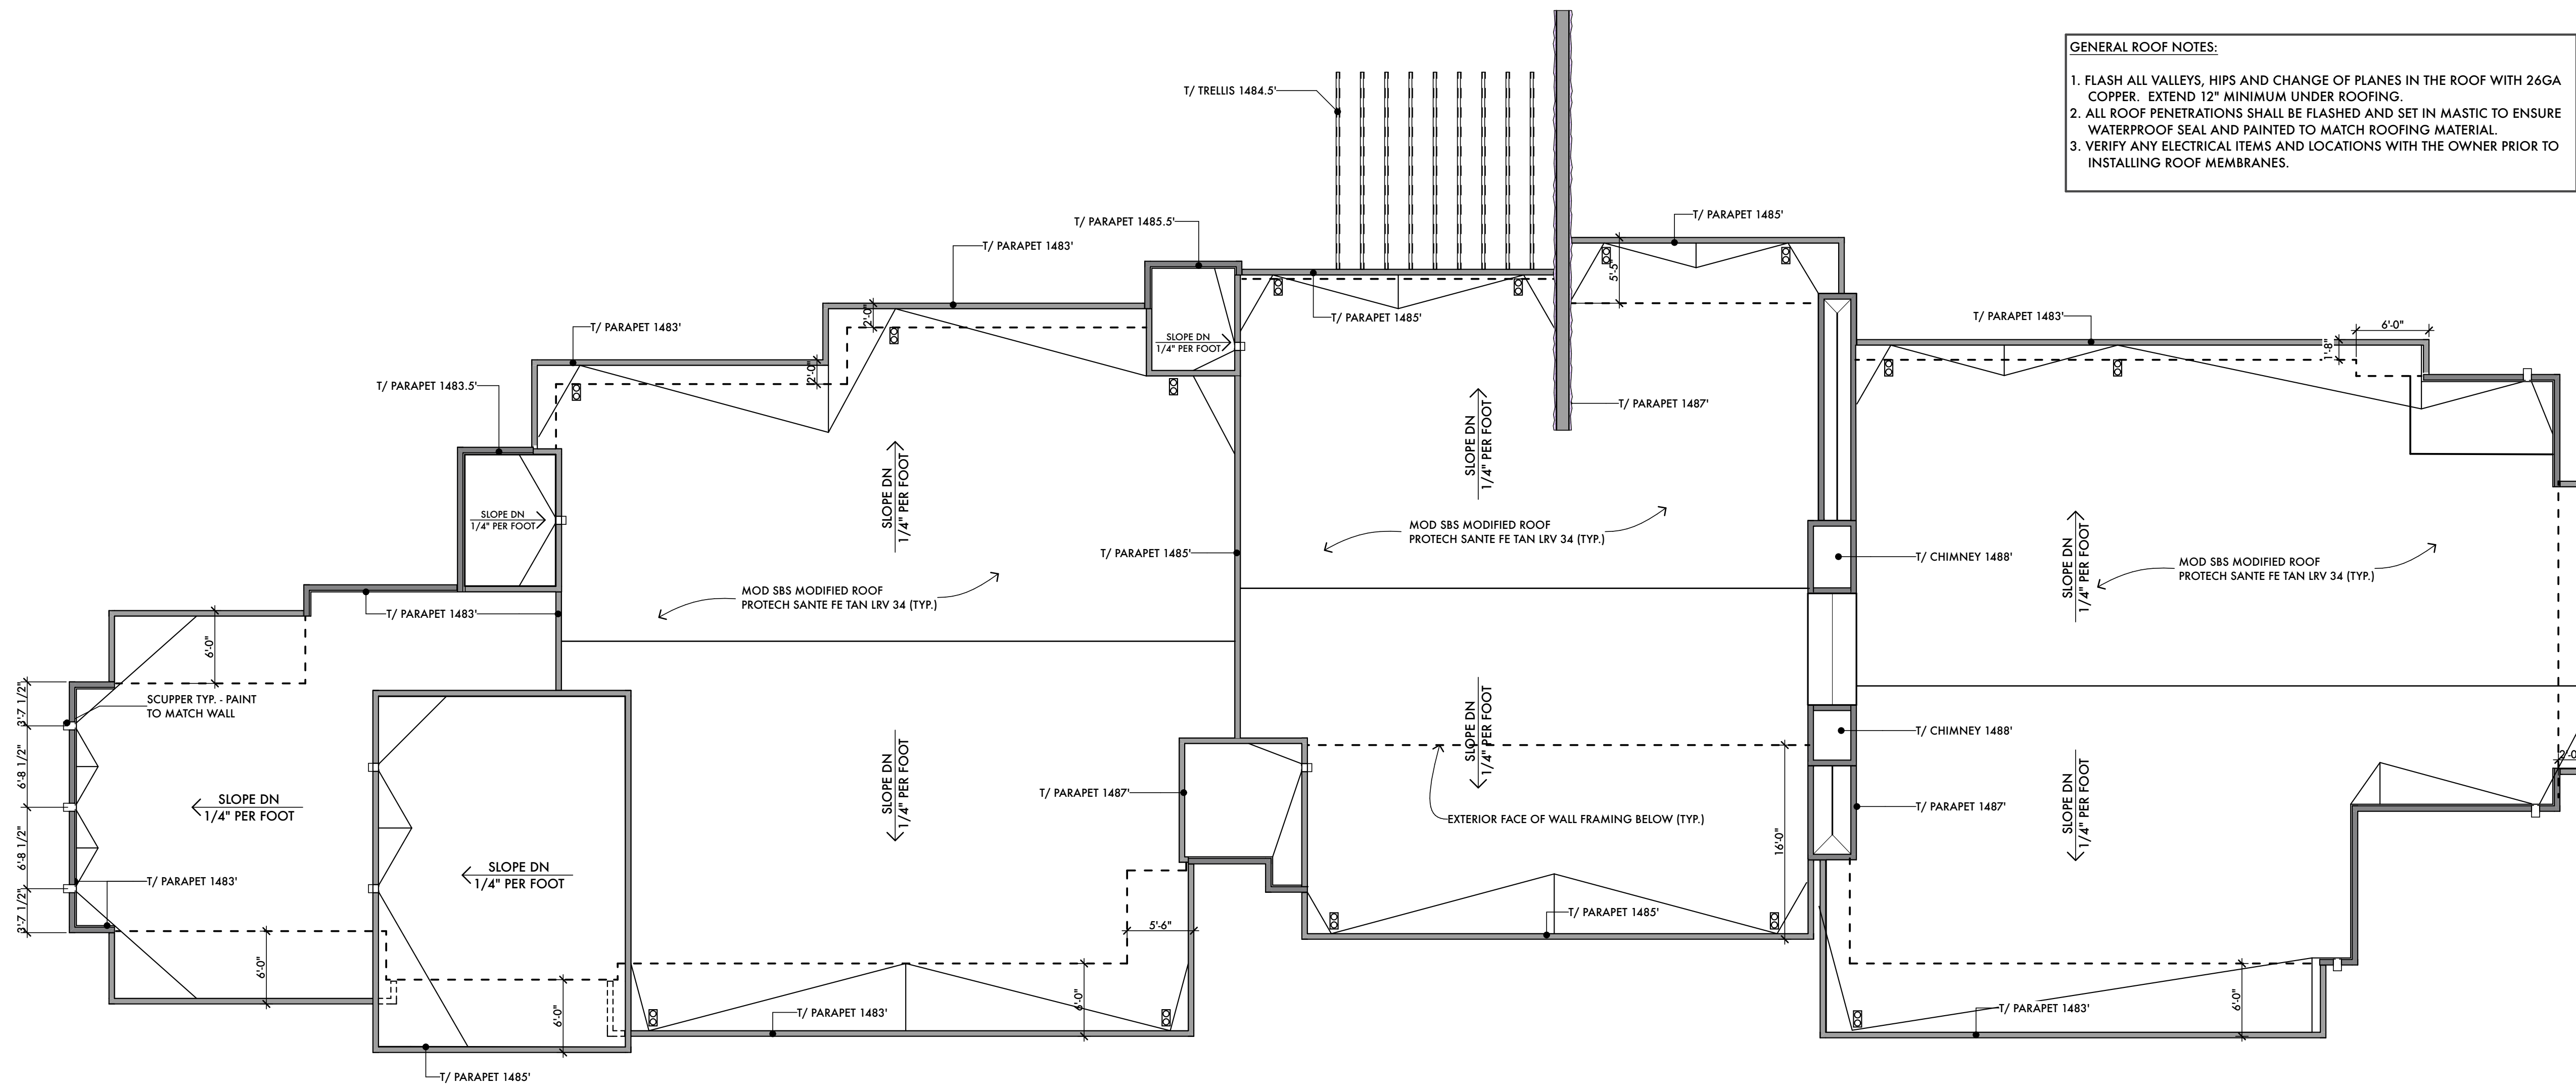 GENERAL ROOF NOTES:
1. FLASH ALL VALLEYS, HIPS AND CHANGE OF PLANES IN THE ROOF WITH 26GA
COPPER. EXTEND 12" MINIMUM UNDER ROOFING.
2. ALL ROOF PENETRATIONS SHALL BE FLASHED AND SET IN MASTIC TO ENSURE
WATERPROOF SEAL AND PAINTED TO MATCH ROOFING MATERIAL.
3. VERIFY ANY ELECTRICAL ITEMS AND LOCATIONS WITH THE OWNER PRIOR TO
INSTALLING ROOF MEMBRANES.
T/ TRELLIS 1484.5'
T/ PARAPET 1485.5'
T/ PARAPET 1485'
T/ PARAPET 1483'
5'-5"
2'-0"
T/ PARAPET 1483'
T/ PARAPET 1485'
T/ PARAPET 1483'
6'-0"
1'-8"
SLOPE DN
1/4" PER FOOT
2'-0"
T/ PARAPET 1483.5'
T/ PARAPET 1487'
SLOPE DN
1/4" PER FOOT
SLOPE DN
1/4" PER FOOT
SLOPE DN
1/4" PER FOOT
MOD SBS MODIFIED ROOF
PROTECH SANTE FE TAN LRV 34 (TYP.)
T/ PARAPET 1485'
T/ CHIMNEY 1488'
SLOPE DN
1/4" PER FOOT
MOD SBS MODIFIED ROOF
PROTECH SANTE FE TAN LRV 34 (TYP.)
MOD SBS MODIFIED ROOF
PROTECH SANTE FE TAN LRV 34 (TYP.)
T/ PARAPET 1483'
6'-0"
3'-7 1/2"
SCUPPER TYP. - PAINT
TO MATCH WALL
6'-8 1/2"
SLOPE DN
1/4" PER FOOT
T/ CHIMNEY 1488'
SLOPE DN
1/4" PER FOOT
SLOPE DN
1/4" PER FOOT
T/ PARAPET 1487'
SLOPE DN
1/4" PER FOOT
T/ PARAPET 1487'
EXTERIOR FACE OF WALL FRAMING BELOW (TYP.)
16'-0"
6'-8 1/2"
SLOPE DN
1/4" PER FOOT
T/ PARAPET 1483'
3'-7 1/2"
T/ PARAPET 1485'
5'-6"
6'-0"
6'-0"
6'-0"
T/ PARAPET 1483'
T/ PARAPET 1483'
6'-0"
T/ PARAPET 1485'